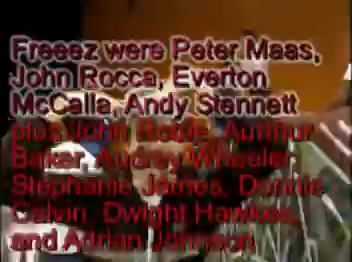 Freeez were Peter Maas,
John Rocca, Everton
McCalla, Andy Stennett
plus John Robie, Aurthur
Baker, Audrey Wheeler,
Stephanie James, Donnie
Calvin, Dwight Hawkes,
and Adrian Johnson